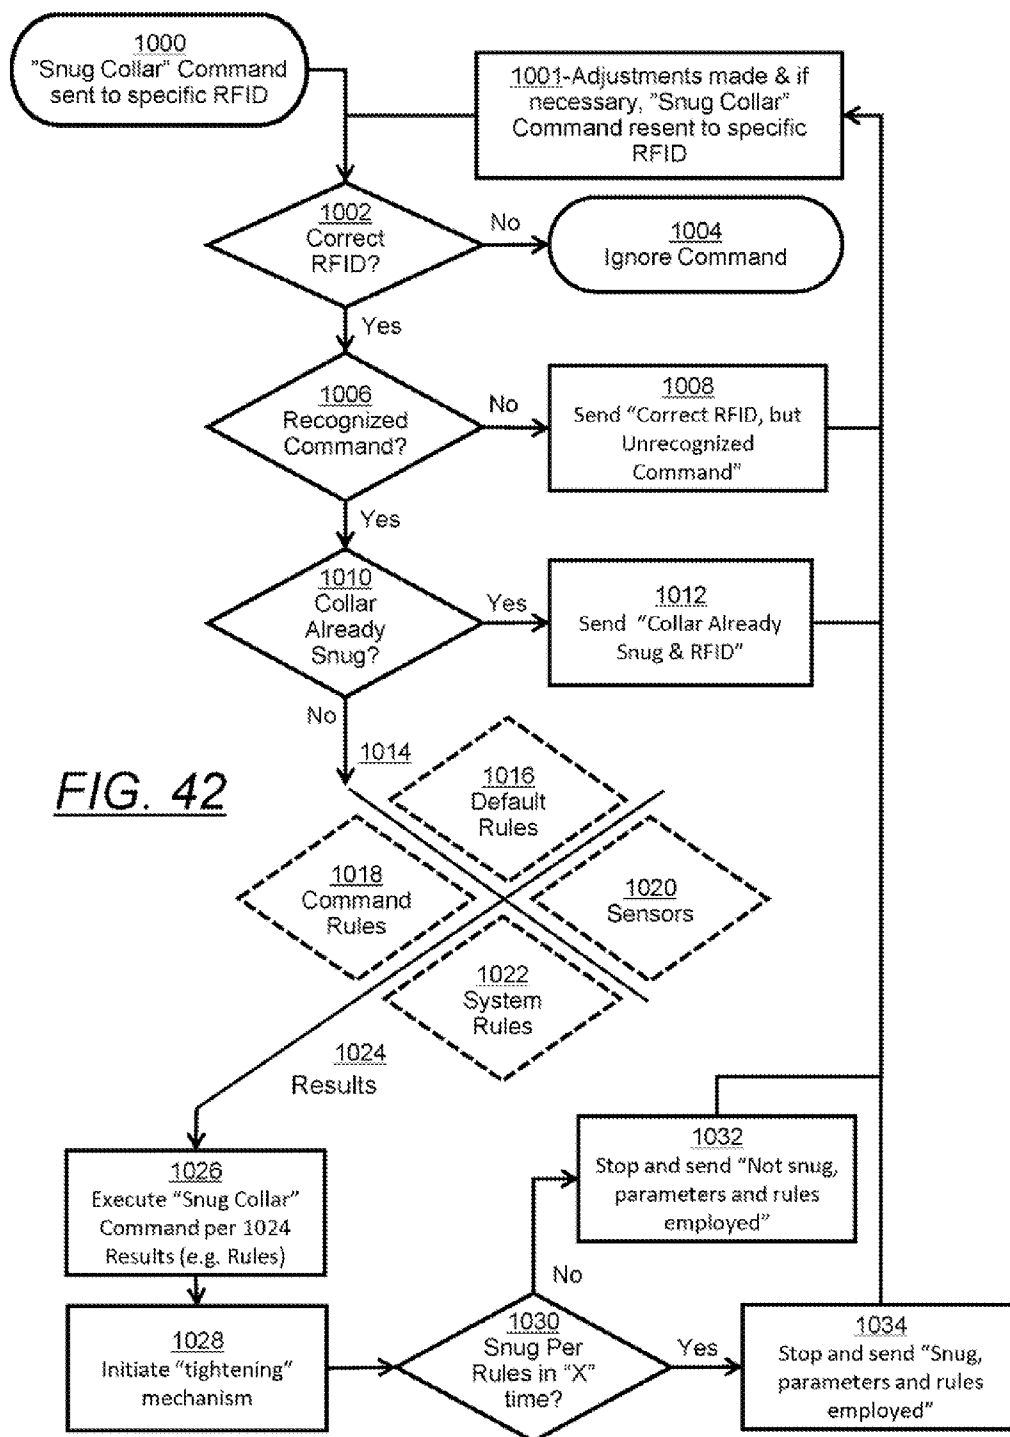 1000
"Snug Collar" Command
sent to specific RFID
1001-Adjustments made & if
necessary, "Snug Collar"
Command resent to specific
RFID
1002
Correct
RFID?
No
1004
Ignore Command
Yes
1006
Recognized
Command?
No
1008
Send "Correct RFID, but
Unrecognized
Command"
Yes
1010
Collar
Already
Snug?
Yes
1012
Send "Collar Already
Snug & RFID"
No
1014
FIG. 42
1016
Default
Rules
1018
Command
Rules
1020
Sensors
1022
System
Rules
1024
Results
1026
Execute "Snug Collar"
Command per 1024
Results (e.g. Rules)
1028
Initiate "tightening"
mechanism
1030
Snug Per
Rules in "X"
time?
No
1032
Stop and send "Not snug,
parameters and rules
employed"
Yes
1034
Stop and send "Snug,
parameters and rules
employed"